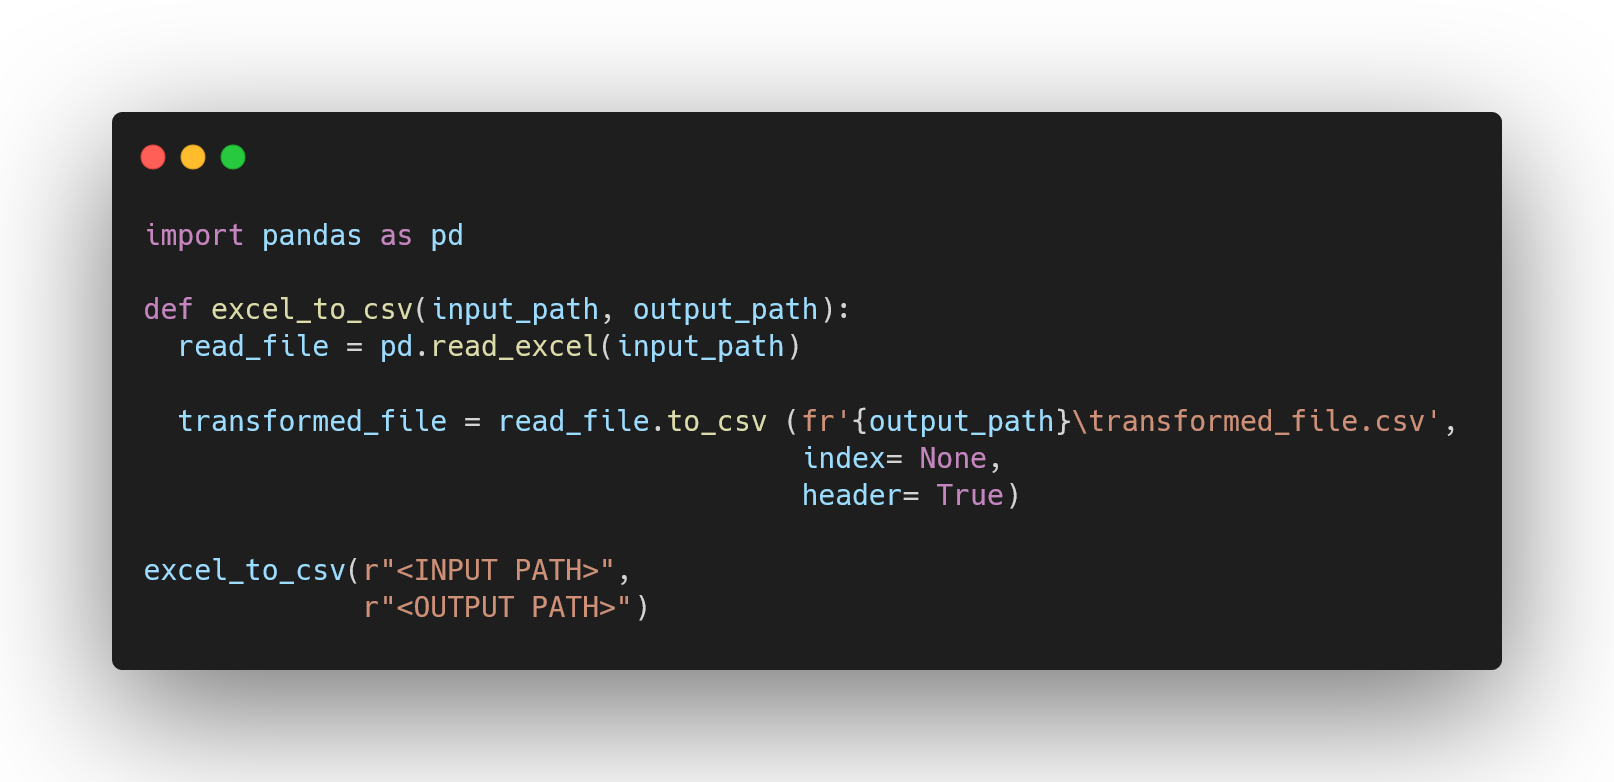 import pandas as pd
def excel_to_csv(input_path, output_path):
  read_file = pd.read_excel(input_path)
  transformed_file = read_file.to_csv (fr'{output_path}\transformed_file.csv',
                                       index= None,
                                       header= True)
excel_to_csv(r"<INPUT PATH>",
             r"<OUTPUT PATH>")